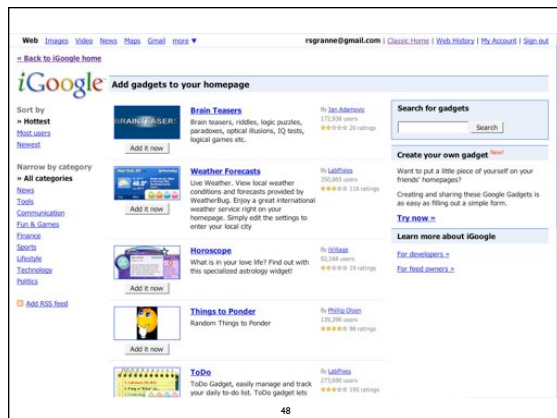 Web Images Video News Maps Gmail more ▼
rsgranne@gmail.com | Classic Home | Web History | My Account | Sign out
« Back to iGoogle home
iGoogle
Add gadgets to your homepage
Sort by
» Hottest
Most users
Newest
Narrow by category
» All categories
News
Tools
Communication
Fun & Games
Finance
Sports
Lifestyle
Technology
Politics
Add RSS feed
BRAIN TEASERS
Add it now
Brain Teasers
Brain teasers, riddles, logic puzzles,
paradoxes, optical illusions, IQ tests,
logical games etc.
By Jan Adamovic
172,938 users
20 ratings
Add it now
Weather Forecasts
Live Weather. View local weather
conditions and forecasts provided by
WeatherBug. Enjoy a great international
weather service right on your
homepage. Simply edit the settings to
enter your local city
By LabPixes
250,865 users
116 ratings
Add it now
Horoscope
What is in your love life? Find out with
this specialized astrology widget!
By iVillage
92,168 users
19 ratings
Add it now
Things to Ponder
Random Things to Ponder
By Phillip Olsen
139,396 users
98 ratings
ToDo
ToDo Gadget, easily manage and track
your daily to-do list. ToDo gadget lets
By LabPixes
273,690 users
195 ratings
Search for gadgets
Search
Create your own gadget New!
Want to put a little piece of yourself on your
friends' homepages?
Creating and sharing these Google Gadgets is
as easy as filling out a simple form.
Try now »
Learn more about iGoogle
For developers »
For feed owners »
48